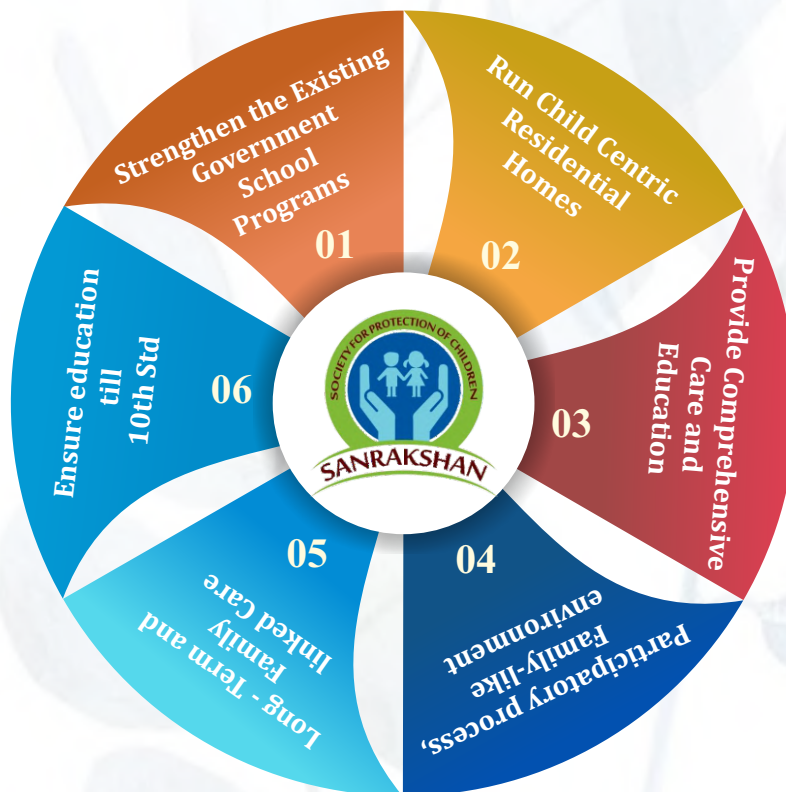 Strengthen the Existing
Government
School
Programs
01
Run Child Centric
Residential
Homes
02
Provide Comprehensive
Care and
Education
03
04
Participatory process,
Family-like
environment
05
Long - Term and
Family
linked Care
Ensure education
till
10th Std
06
SOCIETY FOR PROTECTION OF CHILDREN
SANRAKSHAN